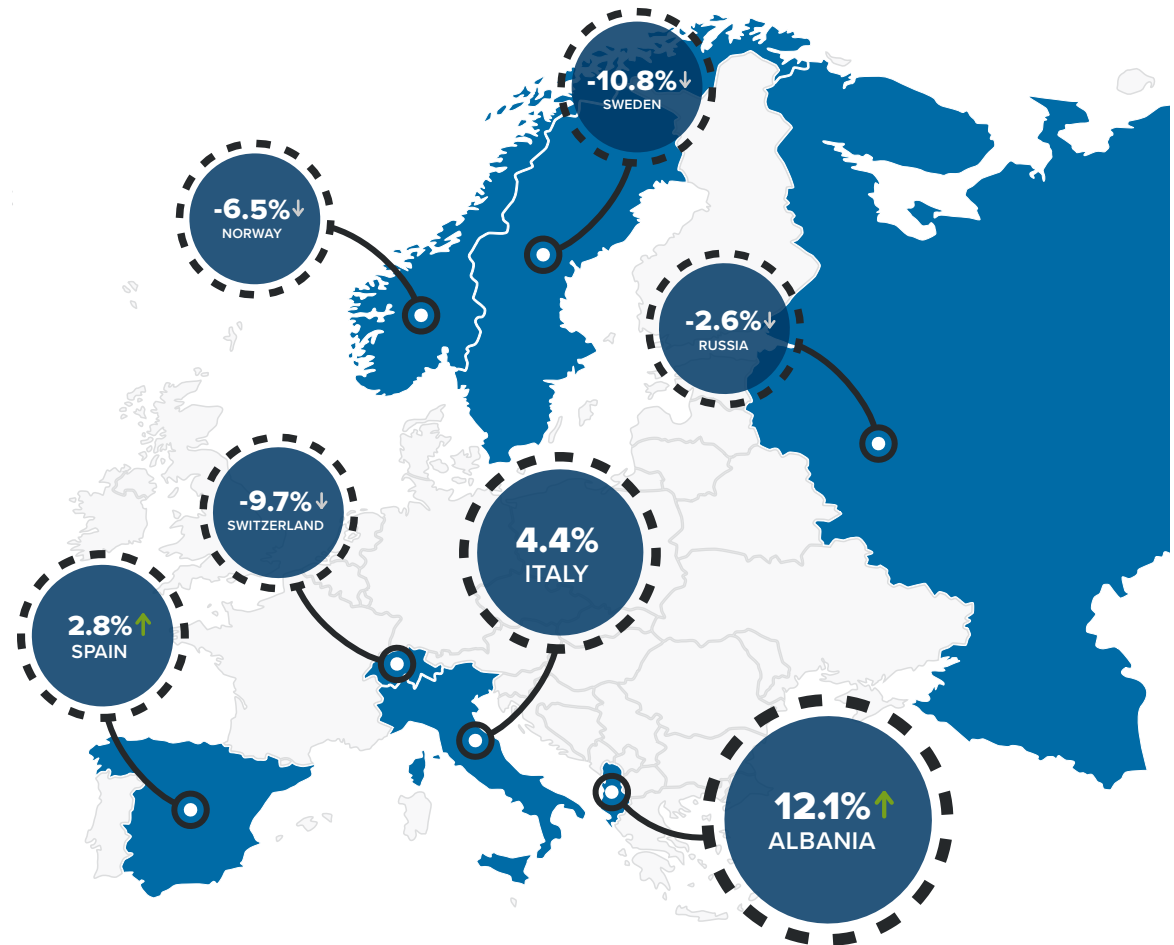 -10.8%↓
SWEDEN
-6.5%↓
NORWAY
-2.6%↓
RUSSIA
-9.7%↓
SWITZERLAND
4.4%
ITALY
2.8%↑
SPAIN
12.1%↑
ALBANIA